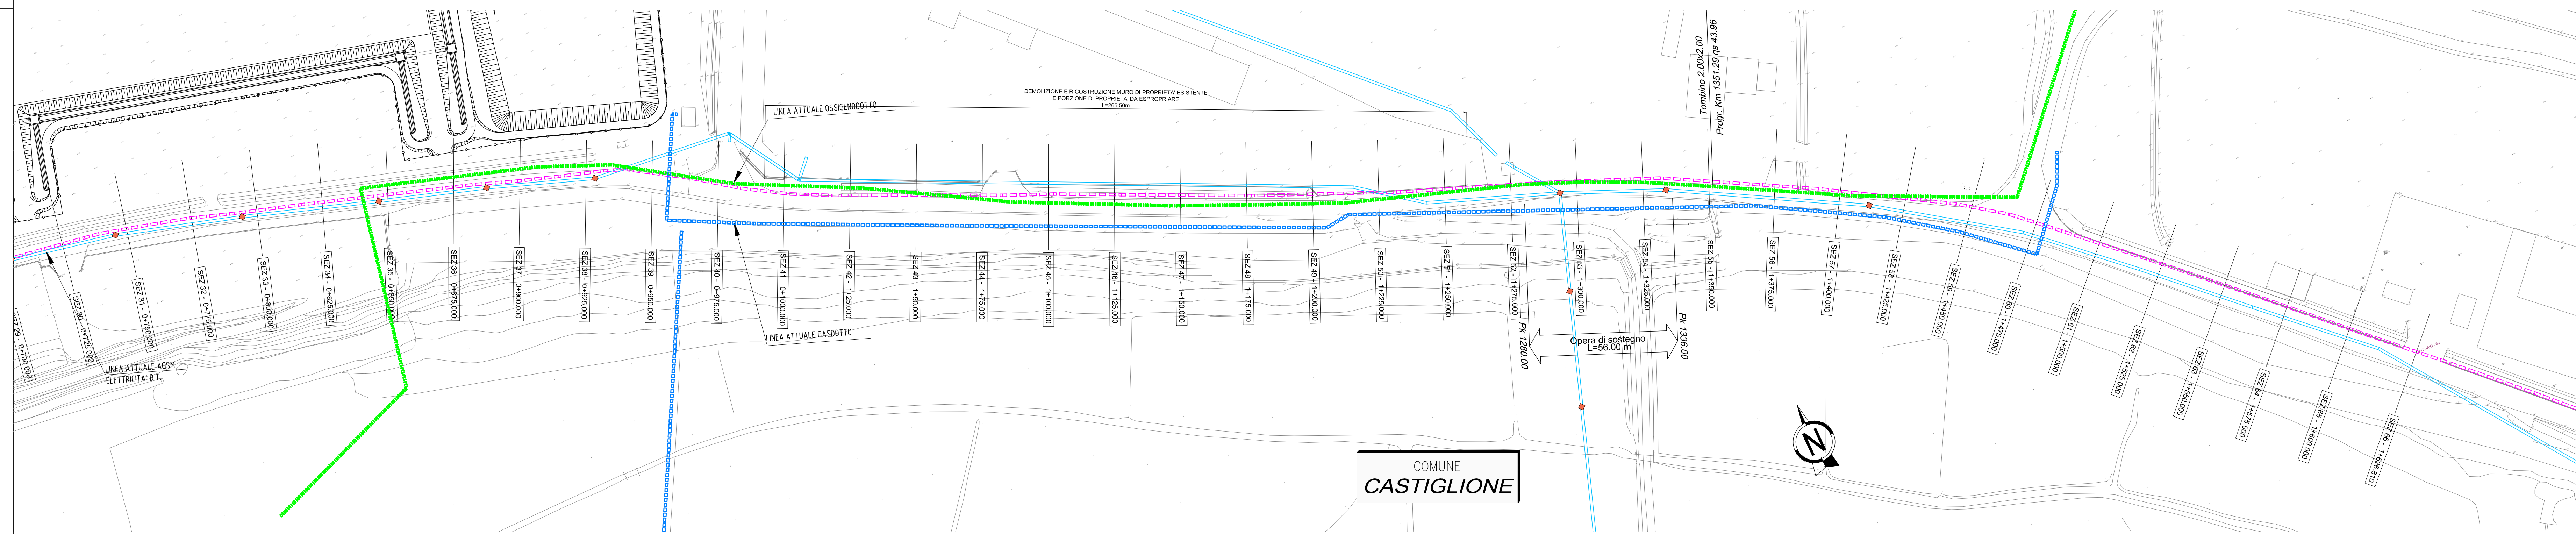 DEMOLIZIONE E RICOSTRUZIONE MURO DI PROPRIETA' ESISTENTE
E PORZIONE DI PROPRIETA' DA ESPROPRIARE
L=265.50m
LINEA ATTUALE OSSIGENODOTTO
Tombino 2.00x2.00
Progr. Km 1351.29 qs 43.96
SEZ 29 - 0+700.000
SEZ 30 - 0+725.000
SEZ 31 - 0+750.000
SEZ 32 - 0+775.000
SEZ 33 - 0+800.000
SEZ 34 - 0+825.000
SEZ 35 - 0+850.000
SEZ 36 - 0+875.000
SEZ 37 - 0+900.000
SEZ 38 - 0+925.000
SEZ 39 - 0+950.000
SEZ 40 - 0+975.000
SEZ 41 - 0+1000.000
SEZ 42 - 1+25.000
SEZ 43 - 1+50.000
SEZ 44 - 1+75.000
SEZ 45 - 1+100.000
SEZ 46 - 1+125.000
SEZ 47 - 1+150.000
SEZ 48 - 1+175.000
SEZ 49 - 1+200.000
SEZ 50 - 1+225.000
SEZ 51 - 1+250.000
SEZ 52 - 1+275.000
SEZ 53 - 1+300.000
SEZ 54 - 1+325.000
SEZ 55 - 1+350.000
SEZ 56 - 1+375.000
SEZ 57 - 1+400.000
SEZ 58 - 1+425.000
SEZ 59 - 1+450.000
SEZ 60 - 1+475.000
SEZ 61 - 1+500.000
SEZ 62 - 1+525.000
SEZ 63 - 1+550.000
SEZ 64 - 1+575.000
SEZ 65 - 1+600.000
SEZ 66 - 1+626.810
LINEA ATTUALE AGSM
ELETTRICITA' B.T.
LINEA ATTUALE GASDOTTO
Pk 1280.00
Opera di sostegno
L=56.00 m
Pk 1336.00
N
COMUNE
CASTIGLIONE